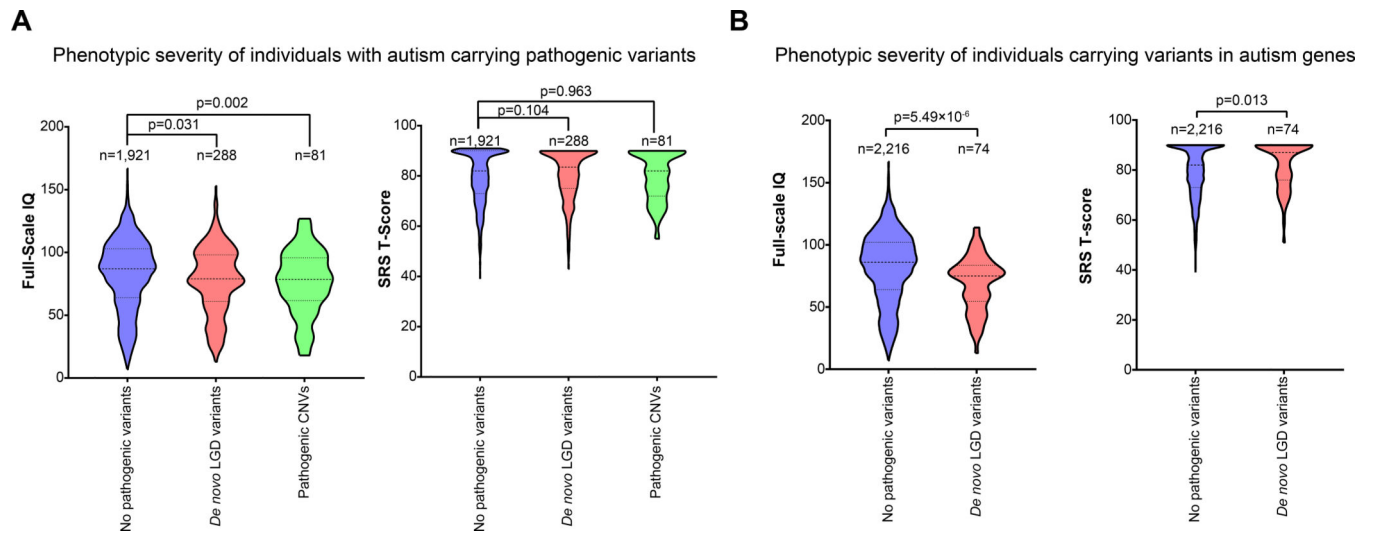 A
Phenotypic severity of individuals with autism carrying pathogenic variants
p=0.002
p=0.031
n=1,921 n=288 n=81
Full-Scale IQ
200
150
100
50
0
No pathogenic variants
De novo LGD variants
Pathogenic CNVs
p=0.963
p=0.104
n=1,921 n=288 n=81
SRS T-Score
100
80
60
40
20
0
No pathogenic variants
De novo LGD variants
Pathogenic CNVs
B
Phenotypic severity of individuals carrying variants in autism genes
p=5.49×10⁻⁶
n=2,216 n=74
Full-scale IQ
200
150
100
50
0
No pathogenic variants
De novo LGD variants
p=0.013
n=2,216 n=74
SRS T-score
100
80
60
40
20
0
No pathogenic variants
De novo LGD variants